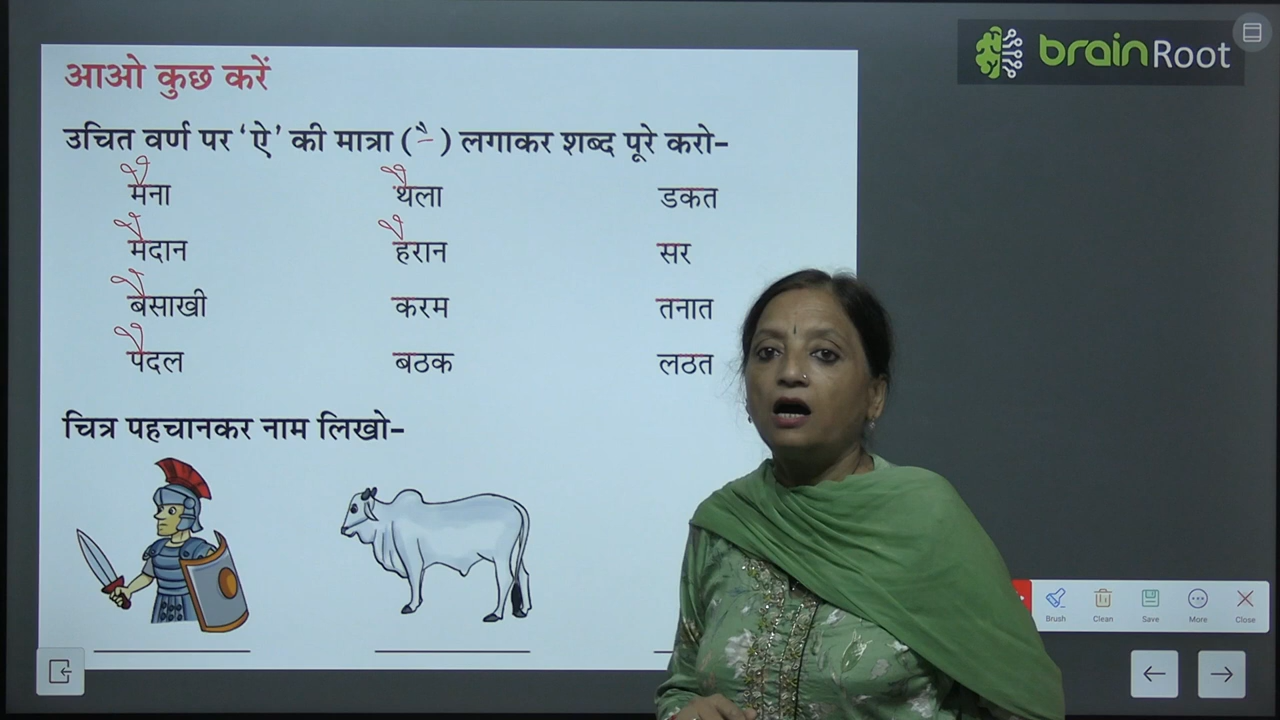 brainRoot
आओ कुछ करें
उचित वर्ण पर ‘ऐ’ की मात्रा ( ै ) लगाकर शब्द पूरे करो–
मैना थैला डकत
मैदान हैरान सर
बैसाखी करम तनात
पैदल बठक लठत
चित्र पहचानकर नाम लिखो–
Brush Clean Save More Close